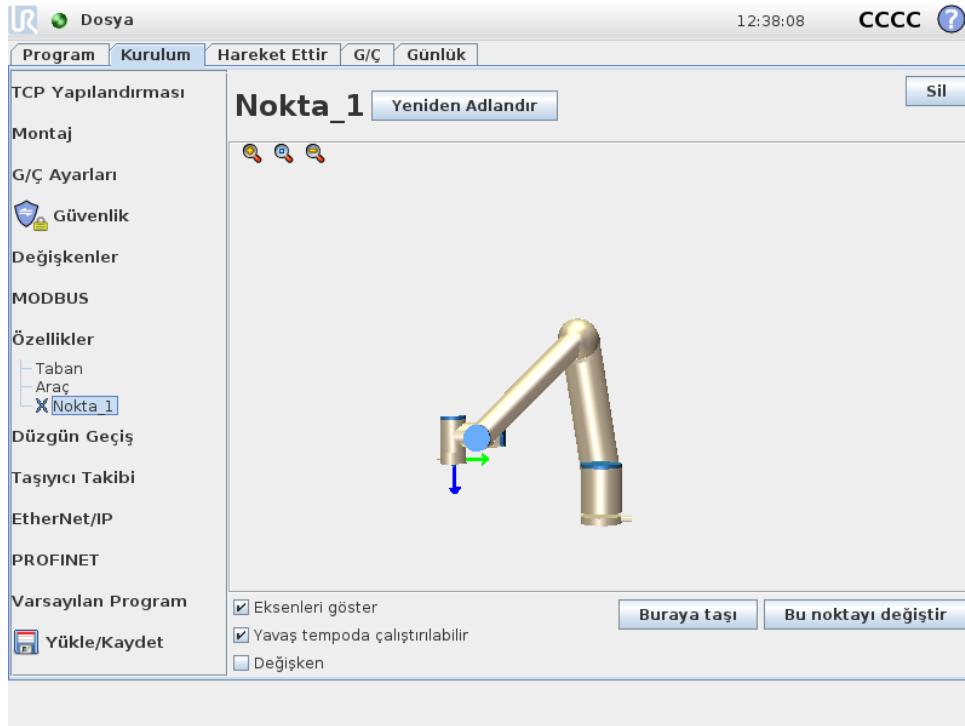 UR Dosya 12:38:08 CCCC ?
Program Kurulum Hareket Ettir G/Ç Günlük
TCP Yapılandırması
Montaj
G/Ç Ayarları
Güvenlik
Değişkenler
MODBUS
Özellikler
Taban
Araç
Nokta_1
Düzgün Geçiş
Taşıyıcı Takibi
EtherNet/IP
PROFINET
Varsayılan Program
Yükle/Kaydet
Nokta_1 Yeniden Adlandır Sil
Eksenleri göster
Yavaş tempoda çalıştırılabilir
Değişken
Buraya taşı Bu noktayı değiştir